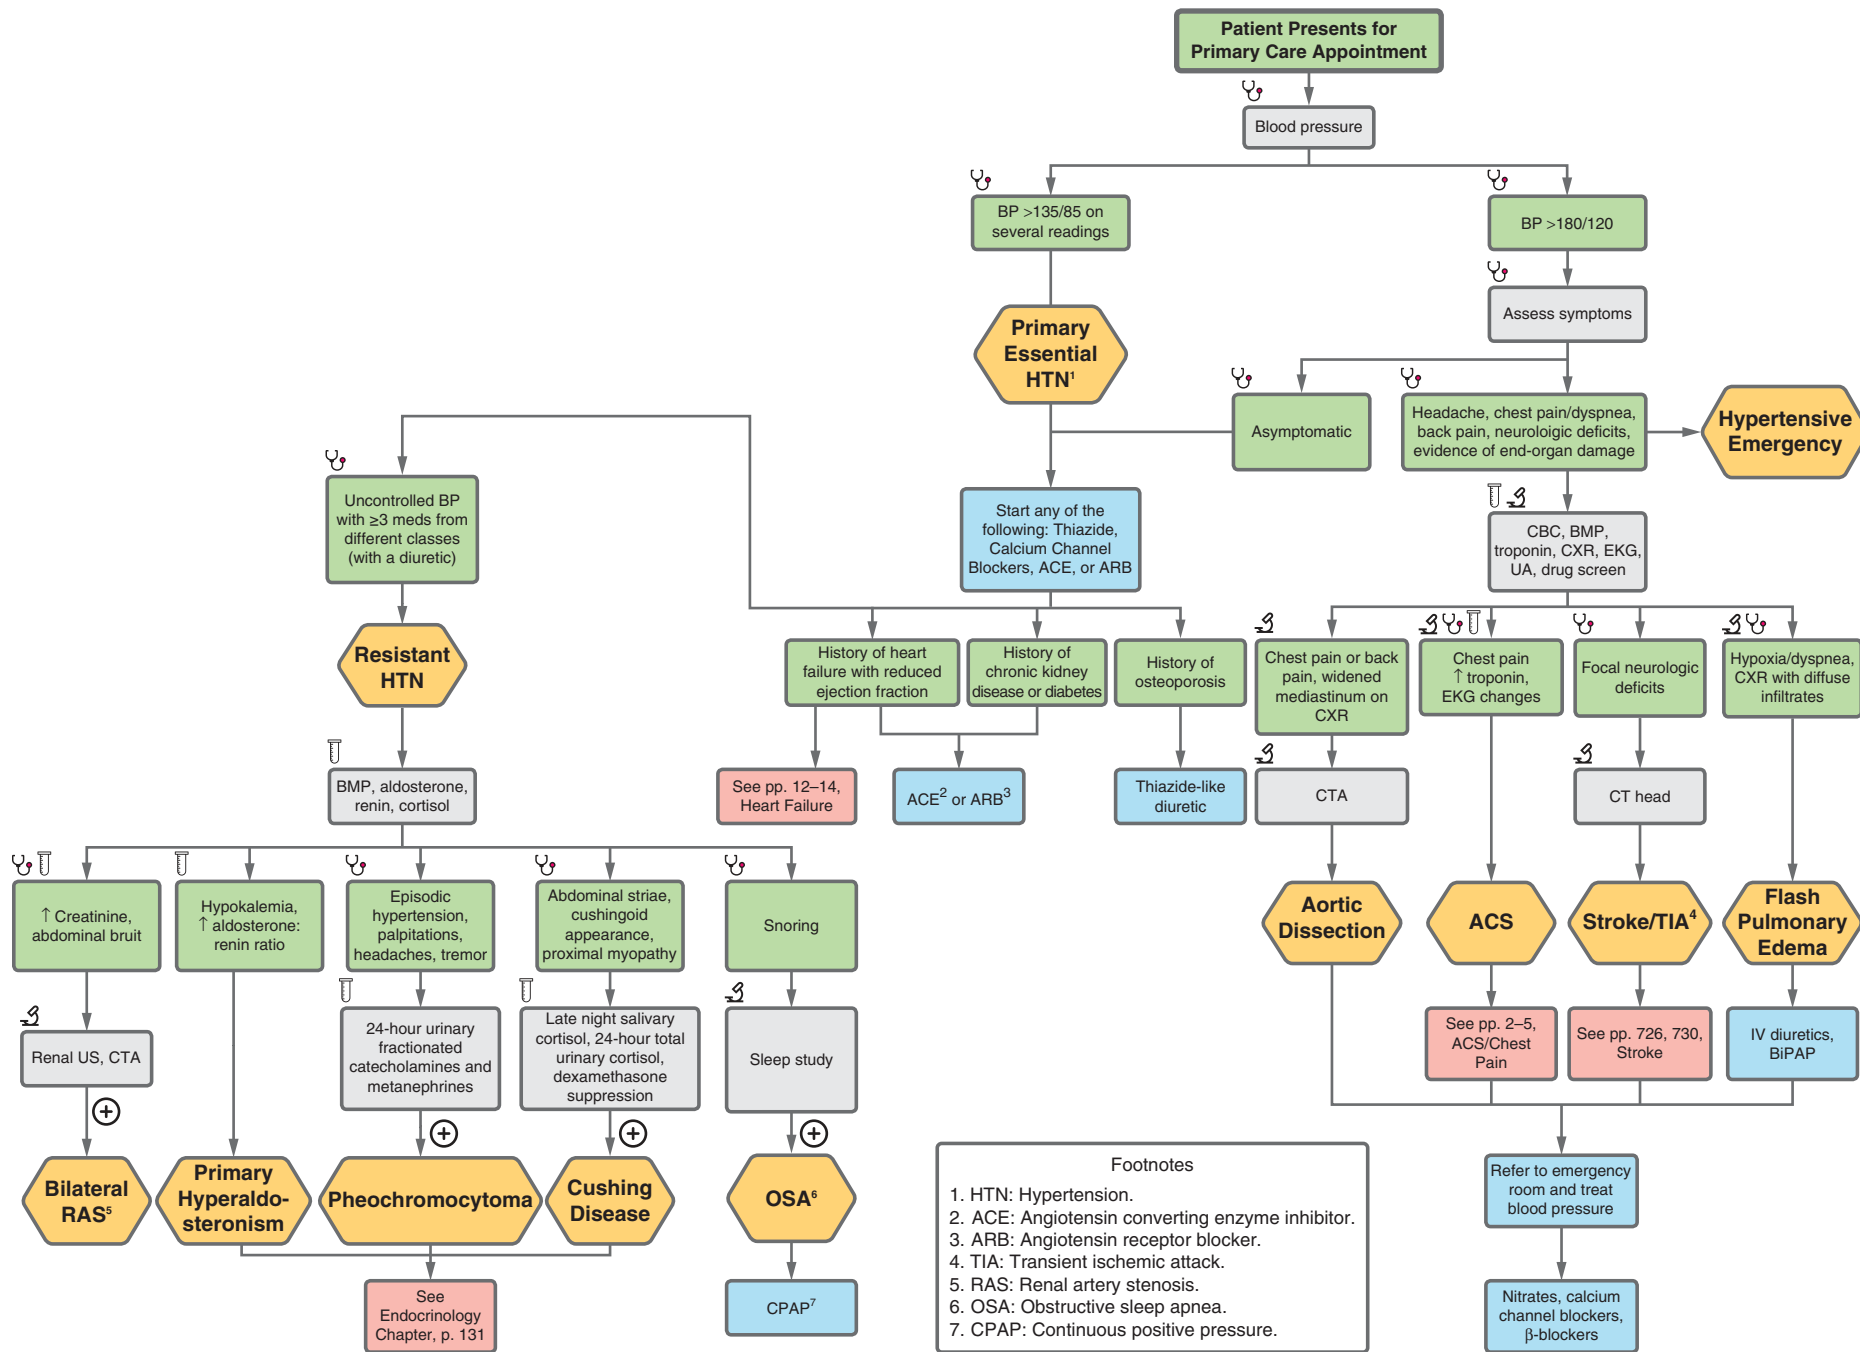 Patient Presents for
Primary Care Appointment
Blood pressure
BP >135/85 on
several readings
BP >180/120
Assess symptoms
Primary
Essential
HTN¹
Asymptomatic
Headache, chest pain/dyspnea,
back pain, neuroloigic deficits,
evidence of end-organ damage
Hypertensive
Emergency
Uncontrolled BP
with ≥3 meds from
different classes
(with a diuretic)
Start any of the
following: Thiazide,
Calcium Channel
Blockers, ACE, or ARB
CBC, BMP,
troponin, CXR, EKG,
UA, drug screen
Resistant
HTN
History of heart
failure with reduced
ejection fraction
History of
chronic kidney
disease or diabetes
History of
osteoporosis
Chest pain or back
pain, widened
mediastinum on
CXR
Chest pain
↑ troponin,
EKG changes
Focal neurologic
deficits
Hypoxia/dyspnea,
CXR with diffuse
infiltrates
BMP, aldosterone,
renin, cortisol
See pp. 12–14,
Heart Failure
ACE² or ARB³
Thiazide-like
diuretic
CTA
CT head
↑ Creatinine,
abdominal bruit
Hypokalemia,
↑ aldosterone:
renin ratio
Episodic
hypertension,
palpitations,
headaches, tremor
Abdominal striae,
cushingoid
appearance,
proximal myopathy
Snoring
Aortic
Dissection
ACS
Stroke/TIA⁴
Flash
Pulmonary
Edema
Renal US, CTA
24-hour urinary
fractionated
catecholamines and
metanephrines
Late night salivary
cortisol, 24-hour total
urinary cortisol,
dexamethasone
suppression
Sleep study
See pp. 2–5,
ACS/Chest
Pain
See pp. 726, 730,
Stroke
IV diuretics,
BiPAP
+
+
+
+
Bilateral
RAS⁵
Primary
Hyperaldo-
steronism
Pheochromocytoma
Cushing
Disease
OSA⁶
Refer to emergency
room and treat
blood pressure
See
Endocrinology
Chapter, p. 131
CPAP⁷
Nitrates, calcium
channel blockers,
β-blockers
Footnotes
1. HTN: Hypertension.
2. ACE: Angiotensin converting enzyme inhibitor.
3. ARB: Angiotensin receptor blocker.
4. TIA: Transient ischemic attack.
5. RAS: Renal artery stenosis.
6. OSA: Obstructive sleep apnea.
7. CPAP: Continuous positive pressure.